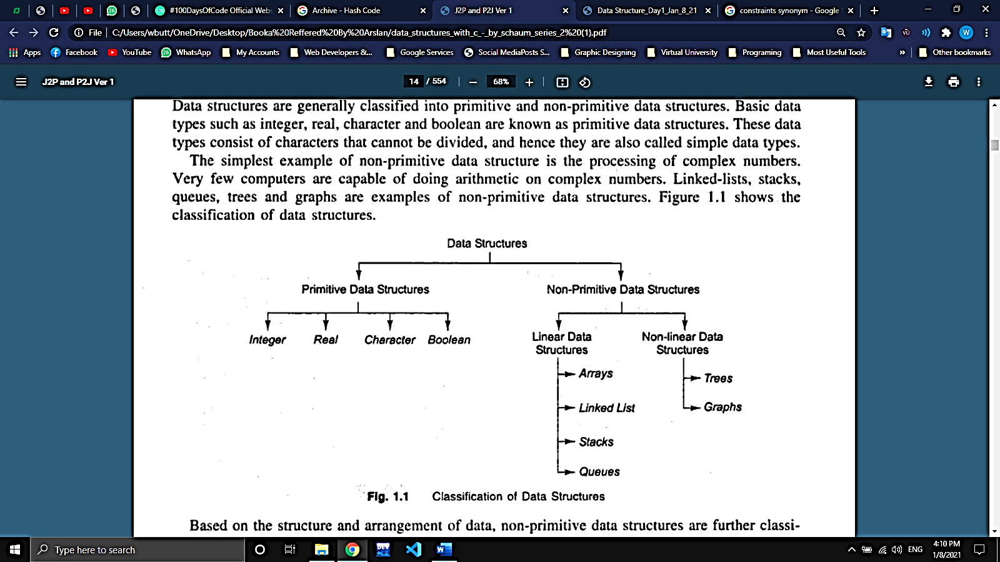 #100DaysOfCode Official Webs
Archive - Hash Code
J2P and P2J Ver 1
Data Structure_Day1_Jan_8_21
constraints synonym - Google
File | C:/Users/wbutt/OneDrive/Desktop/Booka%20Reffered%20By%20Arslan/data_structures_with_c_-_by_schaum_series_2%20(1).pdf
Apps Facebook YouTube WhatsApp My Accounts Web Developers &... Google Services Social MediaPosts S... Graphic Designing Virtual University Programing Most Useful Tools » Other bookmarks
J2P and P2J Ver 1 14 / 554 68%
Data structures are generally classified into primitive and non-primitive data structures. Basic data
types such as integer, real, character and boolean are known as primitive data structures. These data
types consist of characters that cannot be divided, and hence they are also called simple data types.
The simplest example of non-primitive data structure is the processing of complex numbers.
Very few computers are capable of doing arithmetic on complex numbers. Linked-lists, stacks,
queues, trees and graphs are examples of non-primitive data structures. Figure 1.1 shows the
classification of data structures.
Data Structures
Primitive Data Structures
Non-Primitive Data Structures
Integer Real Character Boolean
Linear Data
Structures
Non-linear Data
Structures
Arrays
Linked List
Stacks
Queues
Trees
Graphs
Fig. 1.1 Classification of Data Structures
Based on the structure and arrangement of data, non-primitive data structures are further classi-
Type here to search
ENG
4:10 PM
1/8/2021